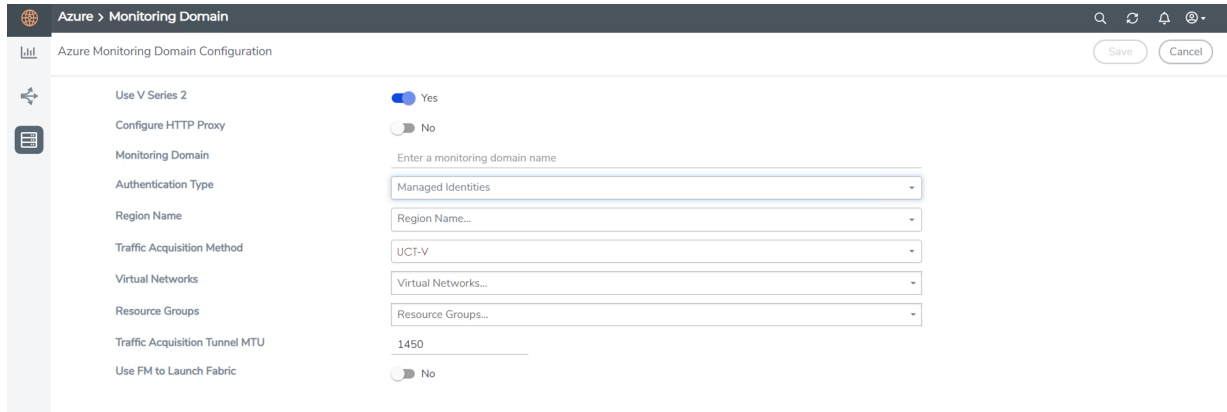 Azure > Monitoring Domain
Azure Monitoring Domain Configuration
Save
Cancel
Use V Series 2
Yes
Configure HTTP Proxy
No
Monitoring Domain
Enter a monitoring domain name
Authentication Type
Managed Identities
Region Name
Region Name...
Traffic Acquisition Method
UCT-V
Virtual Networks
Virtual Networks...
Resource Groups
Resource Groups...
Traffic Acquisition Tunnel MTU
1450
Use FM to Launch Fabric
No